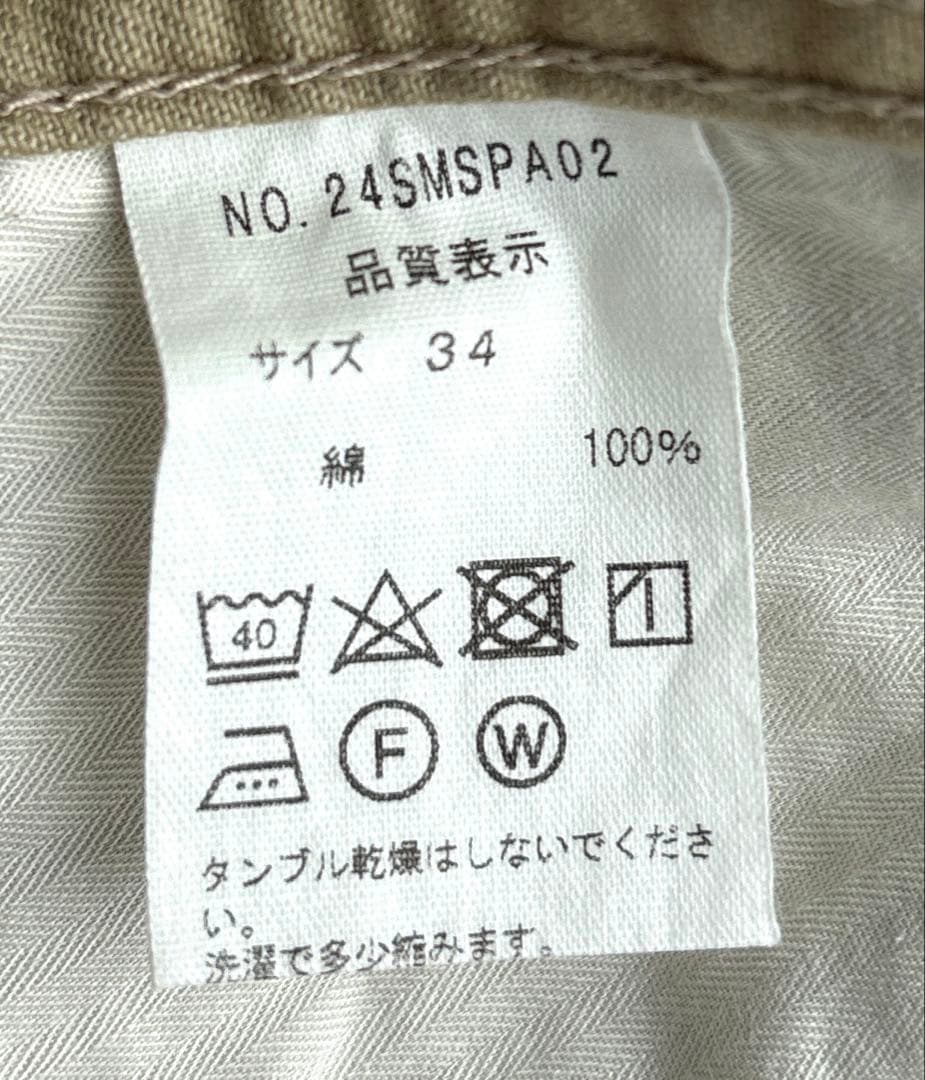 NO.24SMSPA02
品質表示
サイズ 34
綿 100%
40
F W
タンブル乾燥はしないでくださ
い。
洗濯で多少縮みます。